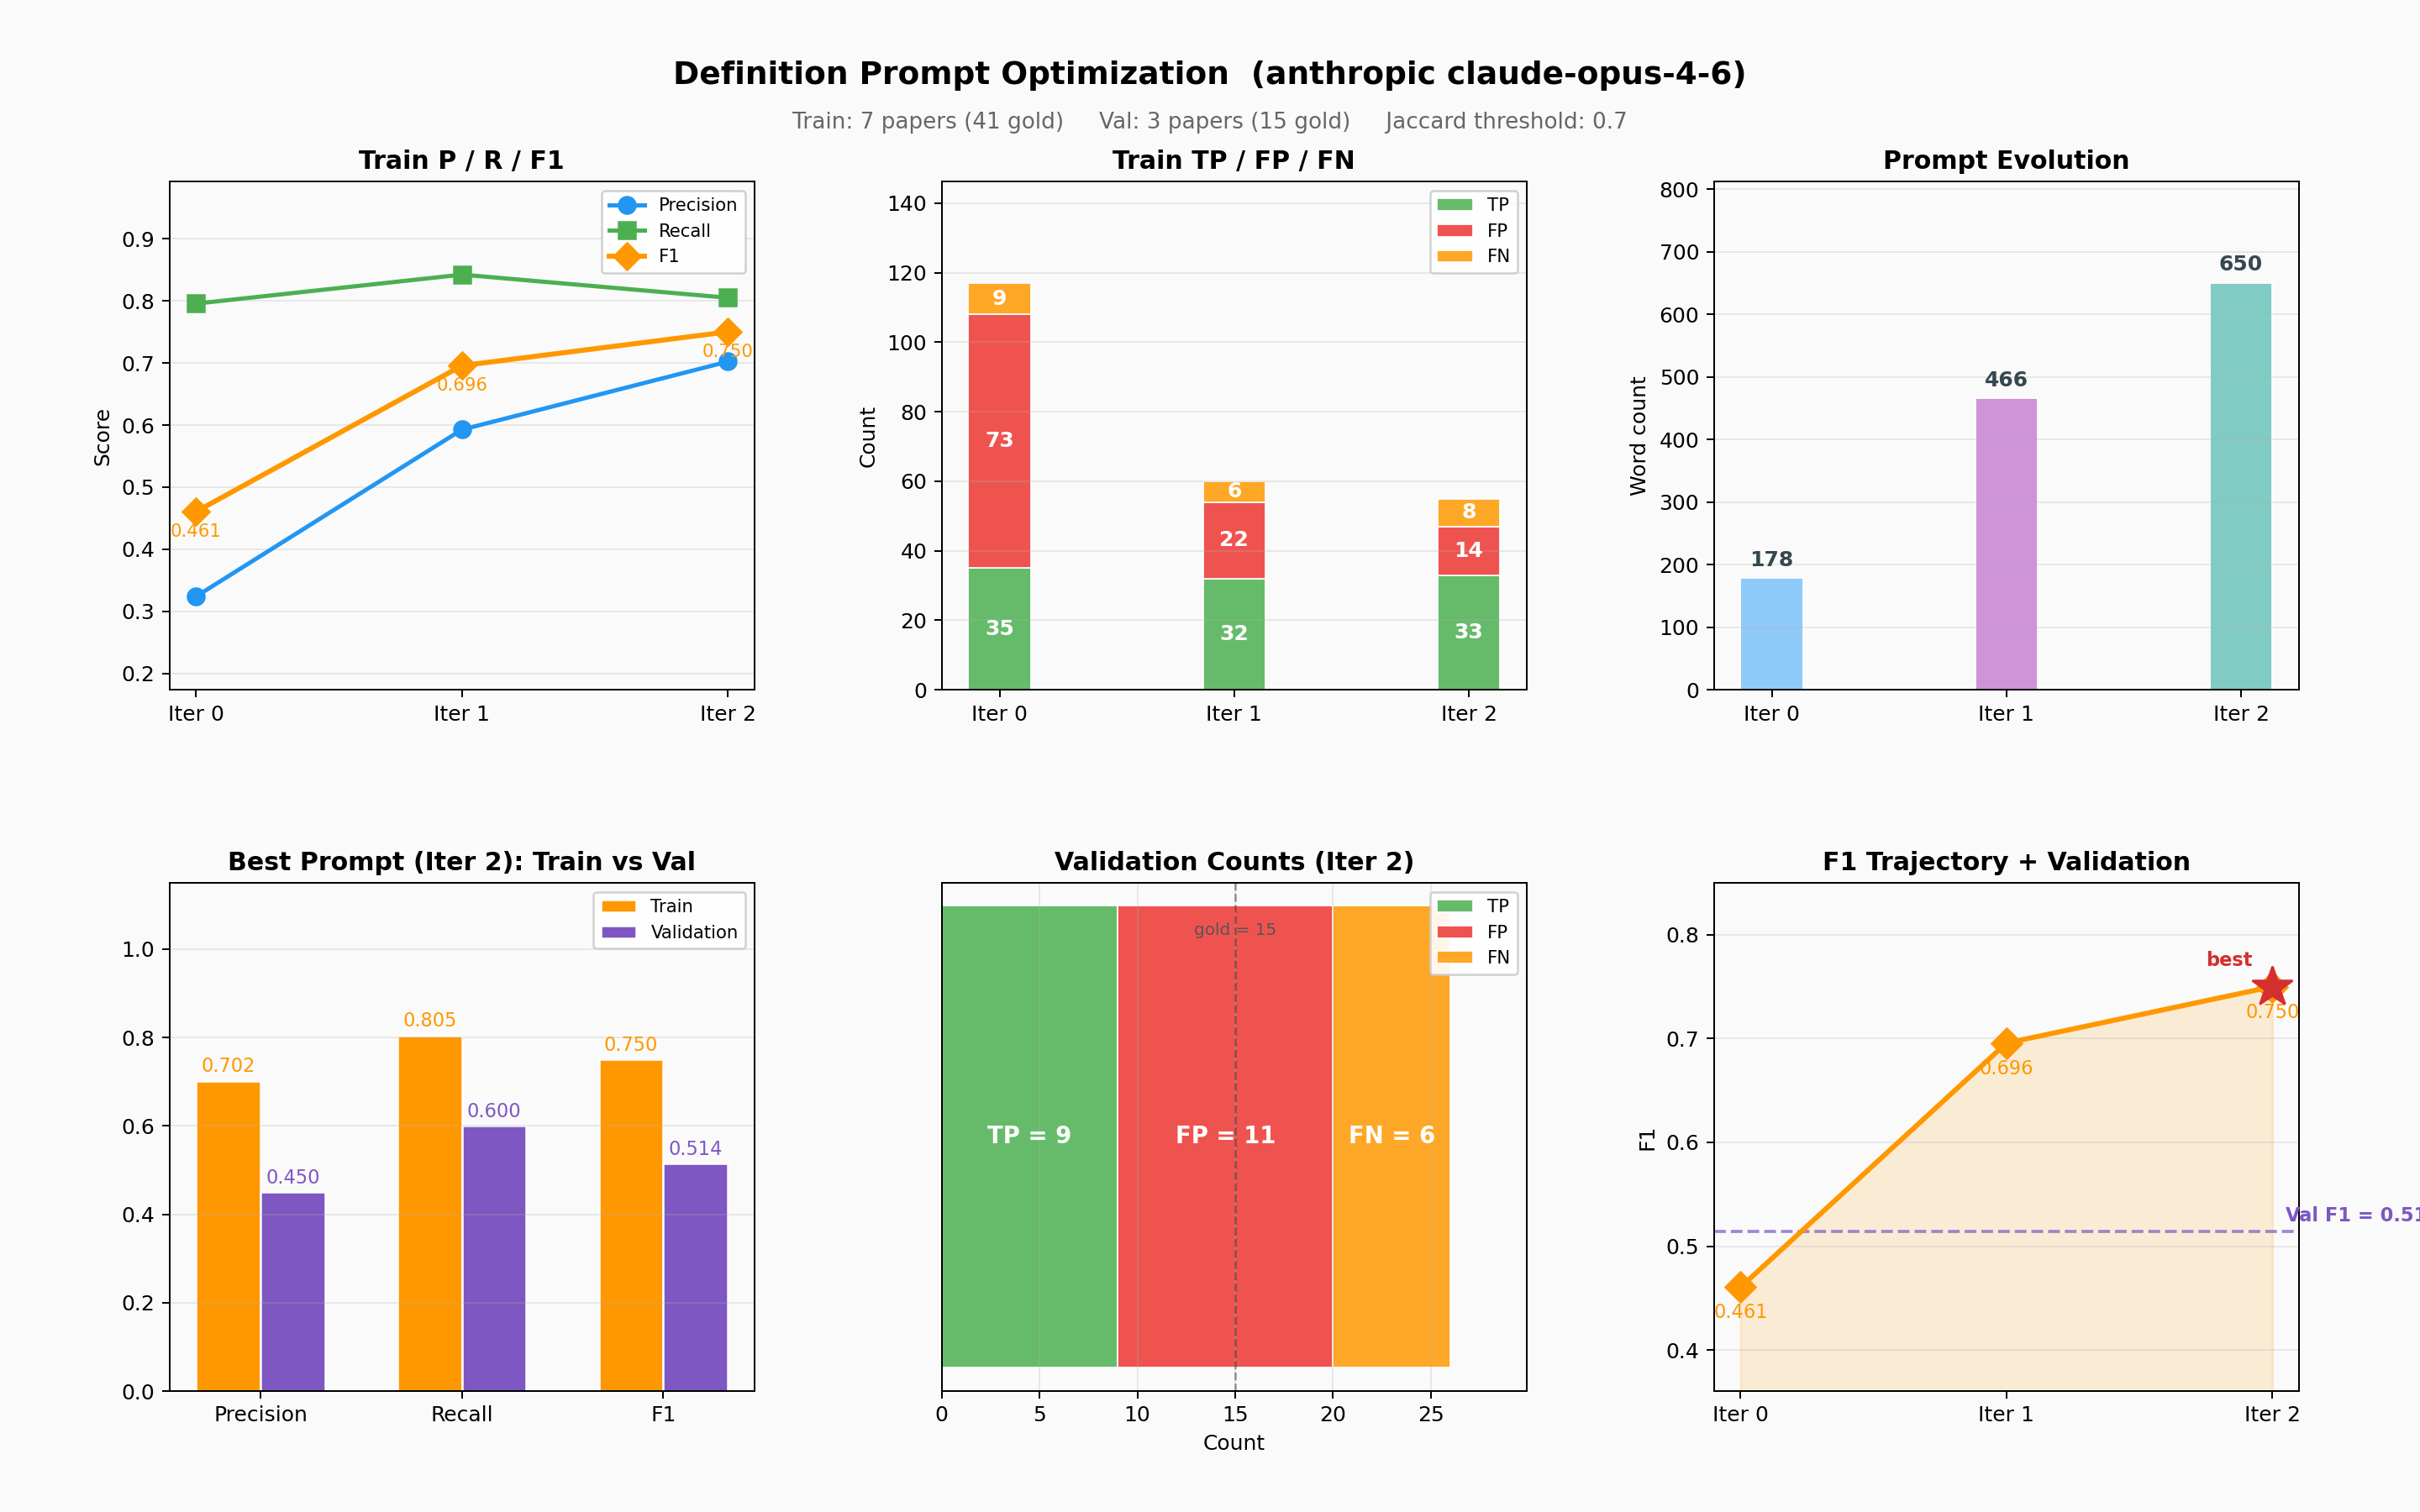 Definition Prompt Optimization (anthropic claude-opus-4-6)
Train: 7 papers (41 gold) Val: 3 papers (15 gold) Jaccard threshold: 0.7
Train P / R / F1
Precision
Recall
F1
0.9
0.8
0.7
0.6
0.5
0.4
0.3
0.2
Score
0.461
0.696
0.750
Iter 0
Iter 1
Iter 2
Train TP / FP / FN
TP
FP
FN
140
120
100
80
60
40
20
0
Count
9
73
35
6
22
32
8
14
33
Iter 0
Iter 1
Iter 2
Prompt Evolution
800
700
600
500
400
300
200
100
0
Word count
178
466
650
Iter 0
Iter 1
Iter 2
Best Prompt (Iter 2): Train vs Val
Train
Validation
1.0
0.8
0.6
0.4
0.2
0.0
0.702
0.450
0.805
0.600
0.750
0.514
Precision
Recall
F1
Validation Counts (Iter 2)
TP
FP
FN
gold = 15
TP = 9
FP = 11
FN = 6
0
5
10
15
20
25
Count
F1 Trajectory + Validation
0.8
0.7
0.6
0.5
0.4
F1
best
0.750
0.696
Val F1 = 0.51
0.461
Iter 0
Iter 1
Iter 2